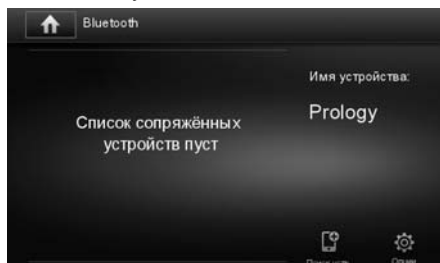 Bluetooth
Имя устройства:
Prology
Список сопряжённых
устройств пуст